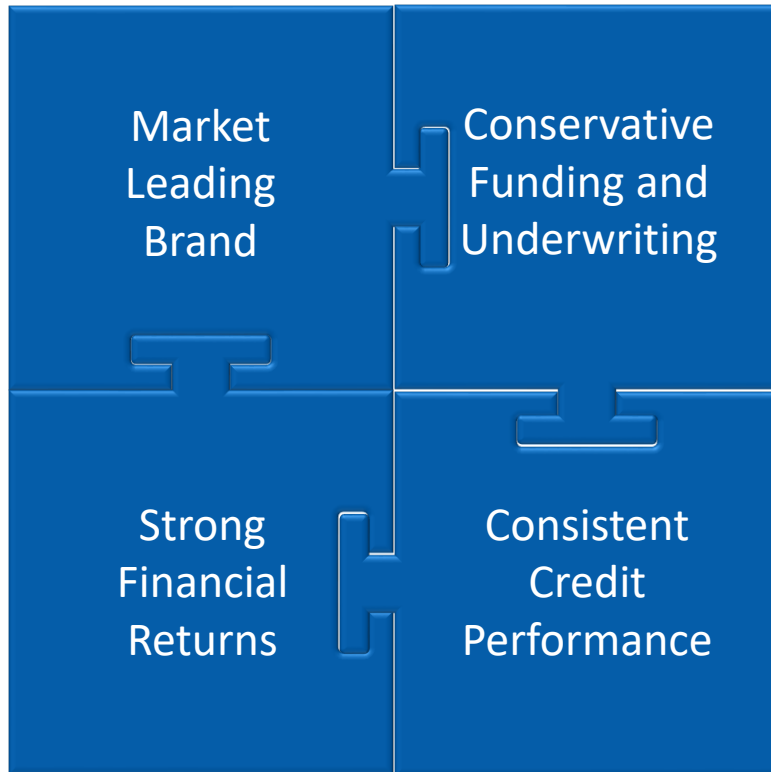 Market
Leading
Brand
Conservative
Funding and
Underwriting
Strong
Financial
Returns
Consistent
Credit
Performance